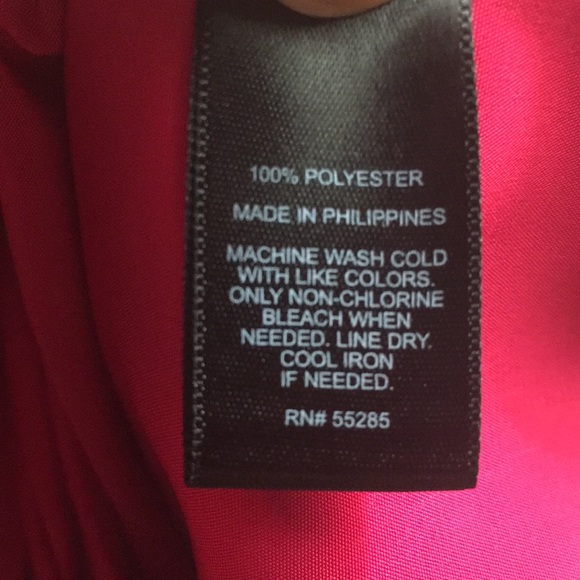 100% POLYESTER
MADE IN PHILIPPINES
MACHINE WASH COLD
WITH LIKE COLORS.
ONLY NON-CHLORINE
BLEACH WHEN
NEEDED. LINE DRY.
COOL IRON
IF NEEDED.
RN# 55285